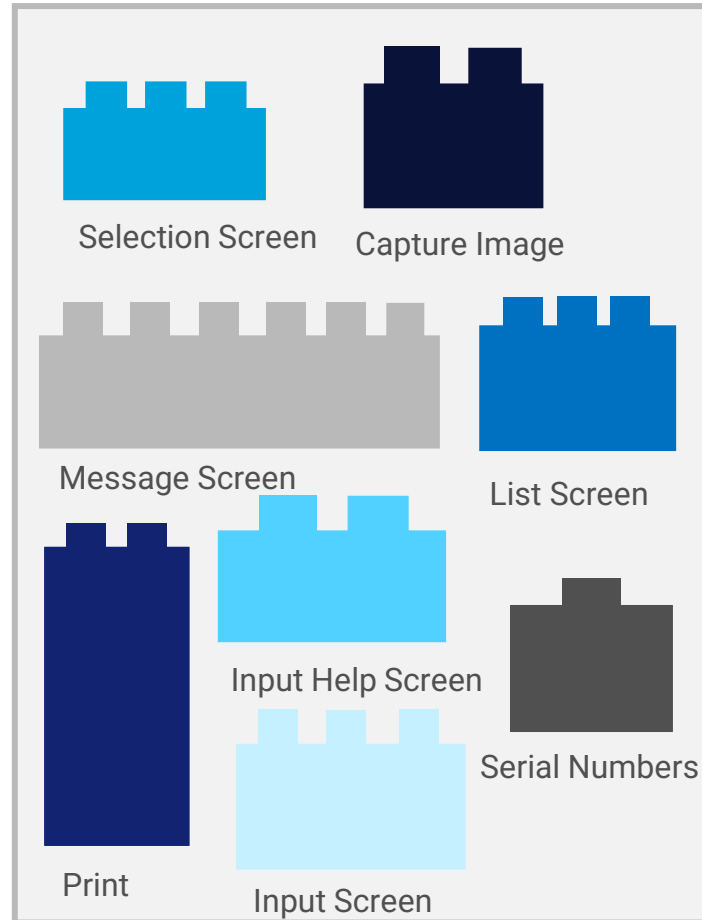 Selection Screen
Capture Image
Message Screen
List Screen
Input Help Screen
Serial Numbers
Print
Input Screen